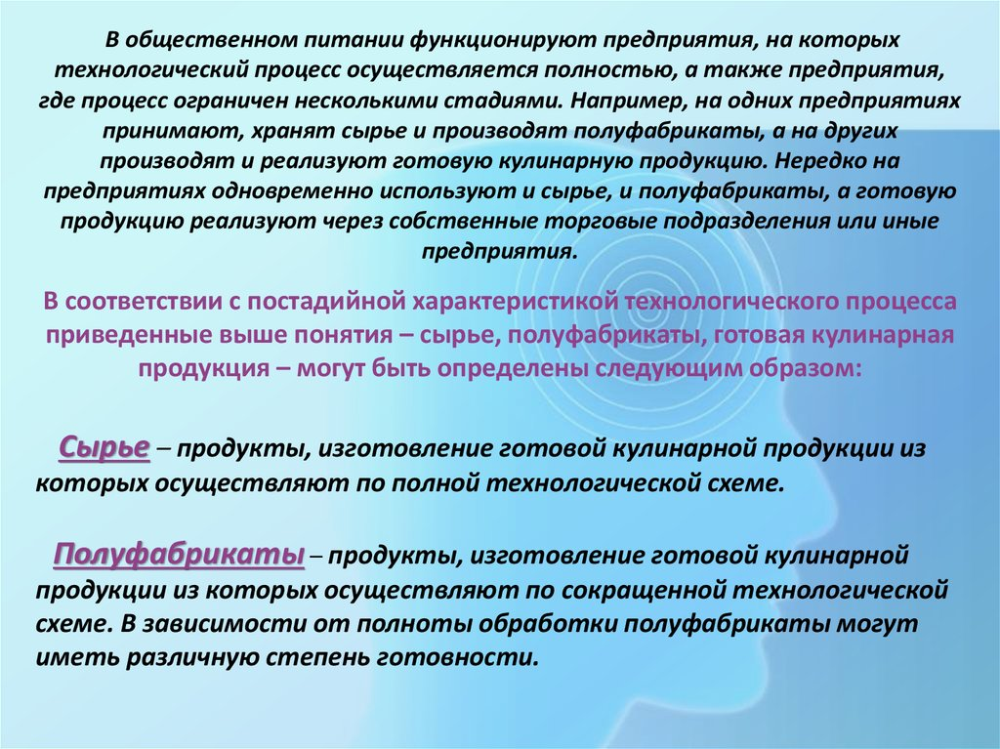 В общественном питании функционируют предприятия, на которых
технологический процесс осуществляется полностью, а также предприятия,
где процесс ограничен несколькими стадиями. Например, на одних предприятиях
принимают, хранят сырье и производят полуфабрикаты, а на других
производят и реализуют готовую кулинарную продукцию. Нередко на
предприятиях одновременно используют и сырье, и полуфабрикаты, а готовую
продукцию реализуют через собственные торговые подразделения или иные
предприятия.
В соответствии с постадийной характеристикой технологического процесса
приведенные выше понятия – сырье, полуфабрикаты, готовая кулинарная
продукция – могут быть определены следующим образом:
Сырье – продукты, изготовление готовой кулинарной продукции из
которых осуществляют по полной технологической схеме.
Полуфабрикаты – продукты, изготовление готовой кулинарной
продукции из которых осуществляют по сокращенной технологической
схеме. В зависимости от полноты обработки полуфабрикаты могут
иметь различную степень готовности.